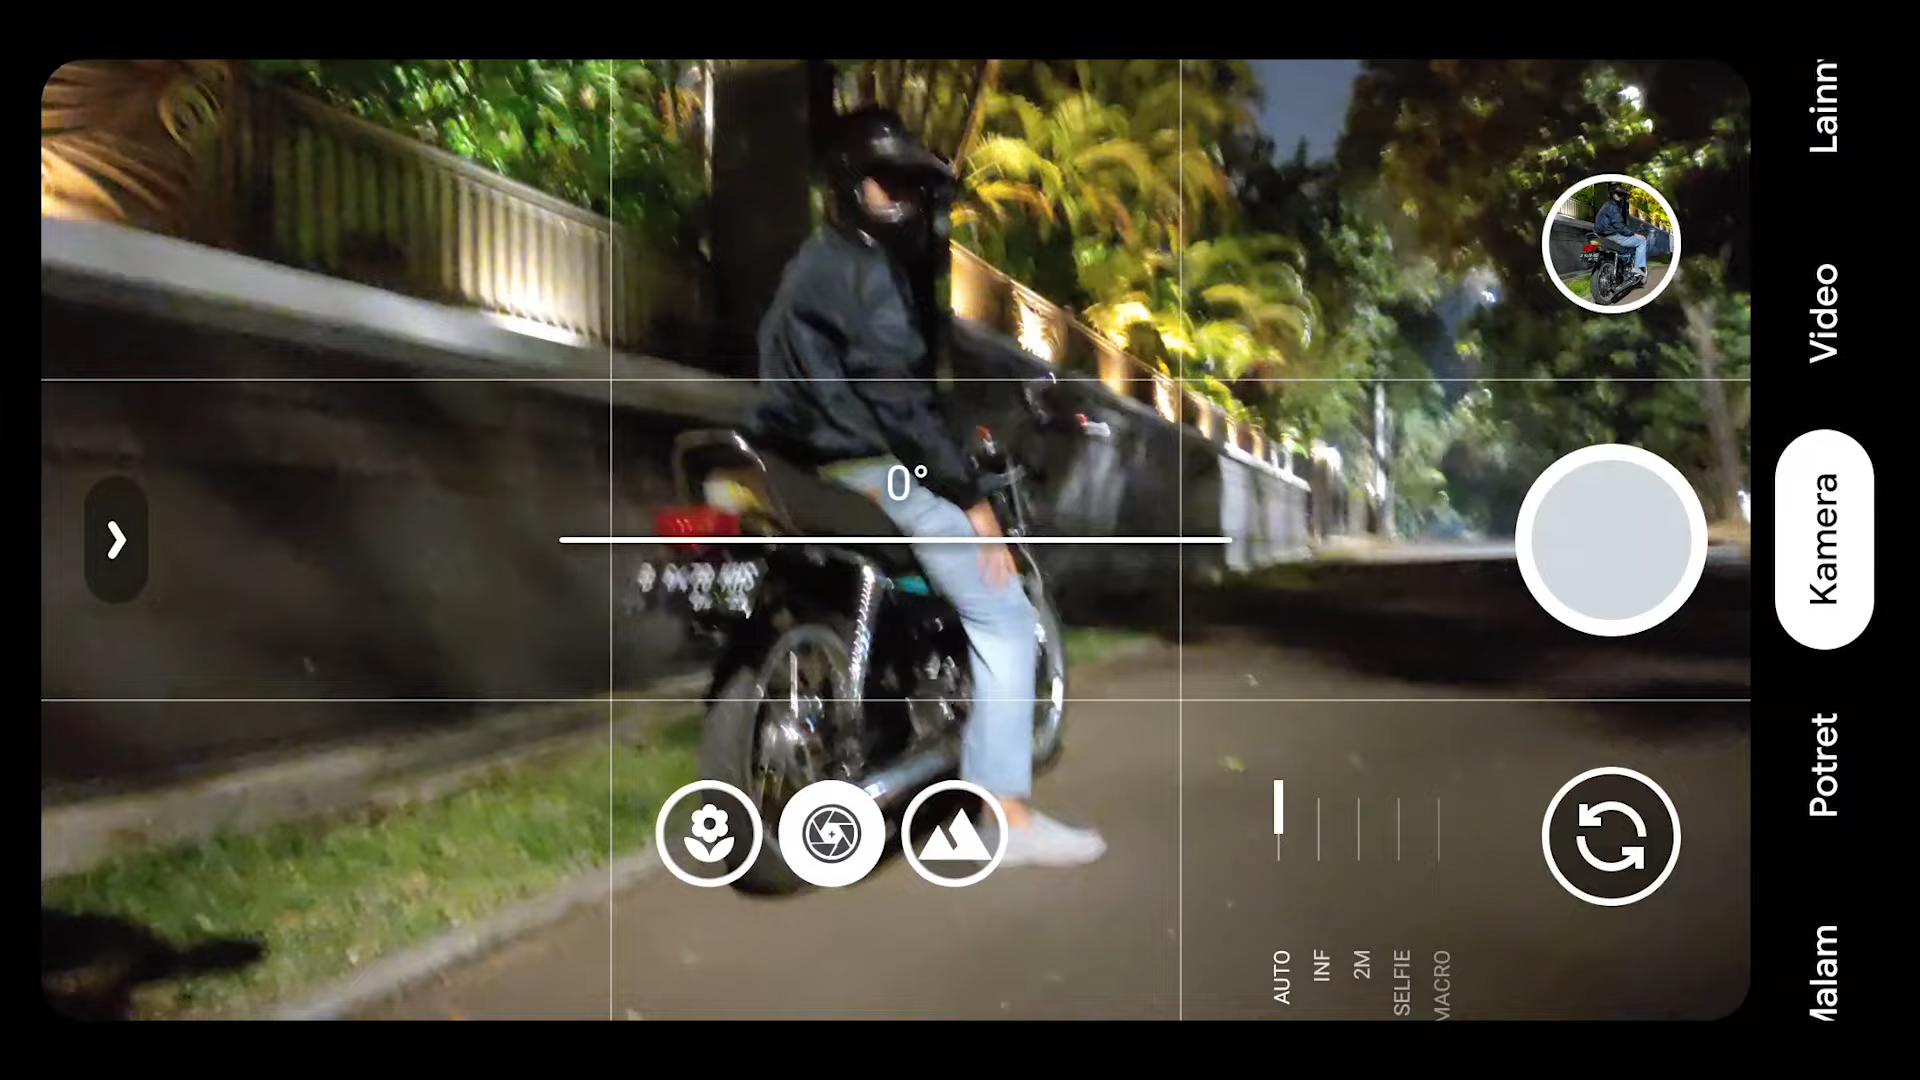 Lainn
Video
Kamera
Potret
Malam
0°
AUTO
INF
2M
SELFIE
MACRO